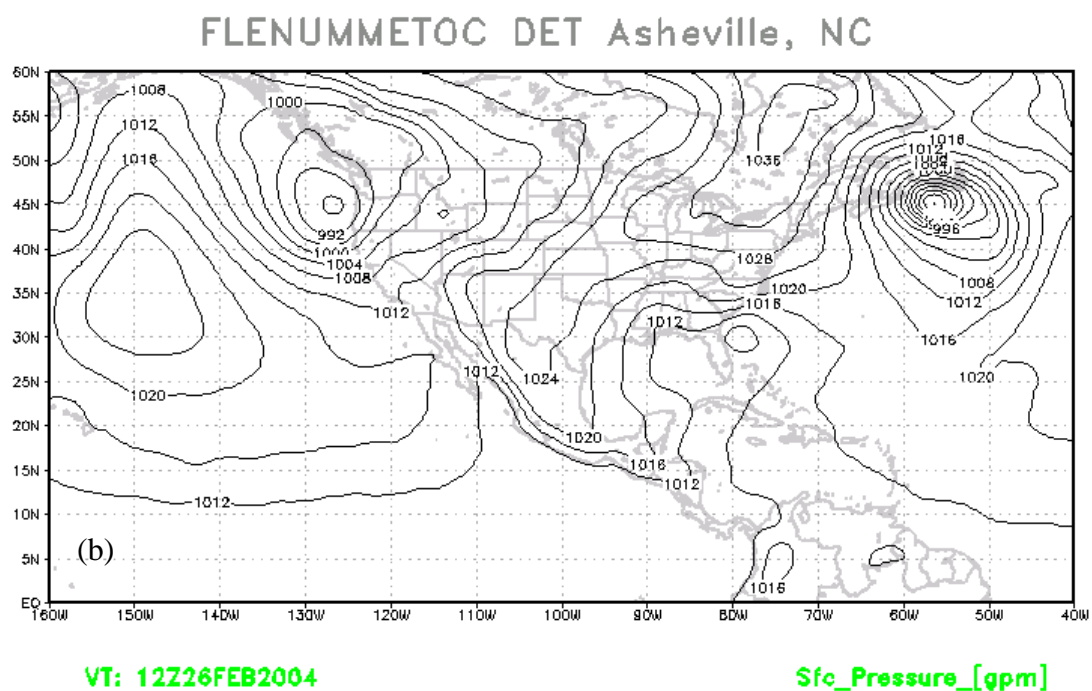 FLENUMMETOC DET Asheville, NC
60N
55N
50N
45N
40N
35N
30N
25N
20N
15N
10N
5N
EQ
1008
1012
1016
1020
1012
1000
992
1000
1004
1008
1012
1012
1024
1020
1016
1012
1012
1016
1020
1028
1036
1016
1012
1004
996
1008
1012
1016
1020
1016
(b)
160W 150W 140W 130W 120W 110W 100W 90W 80W 70W 60W 50W 40W
VT: 12Z26FEB2004 Sfc_Pressure_[gpm]